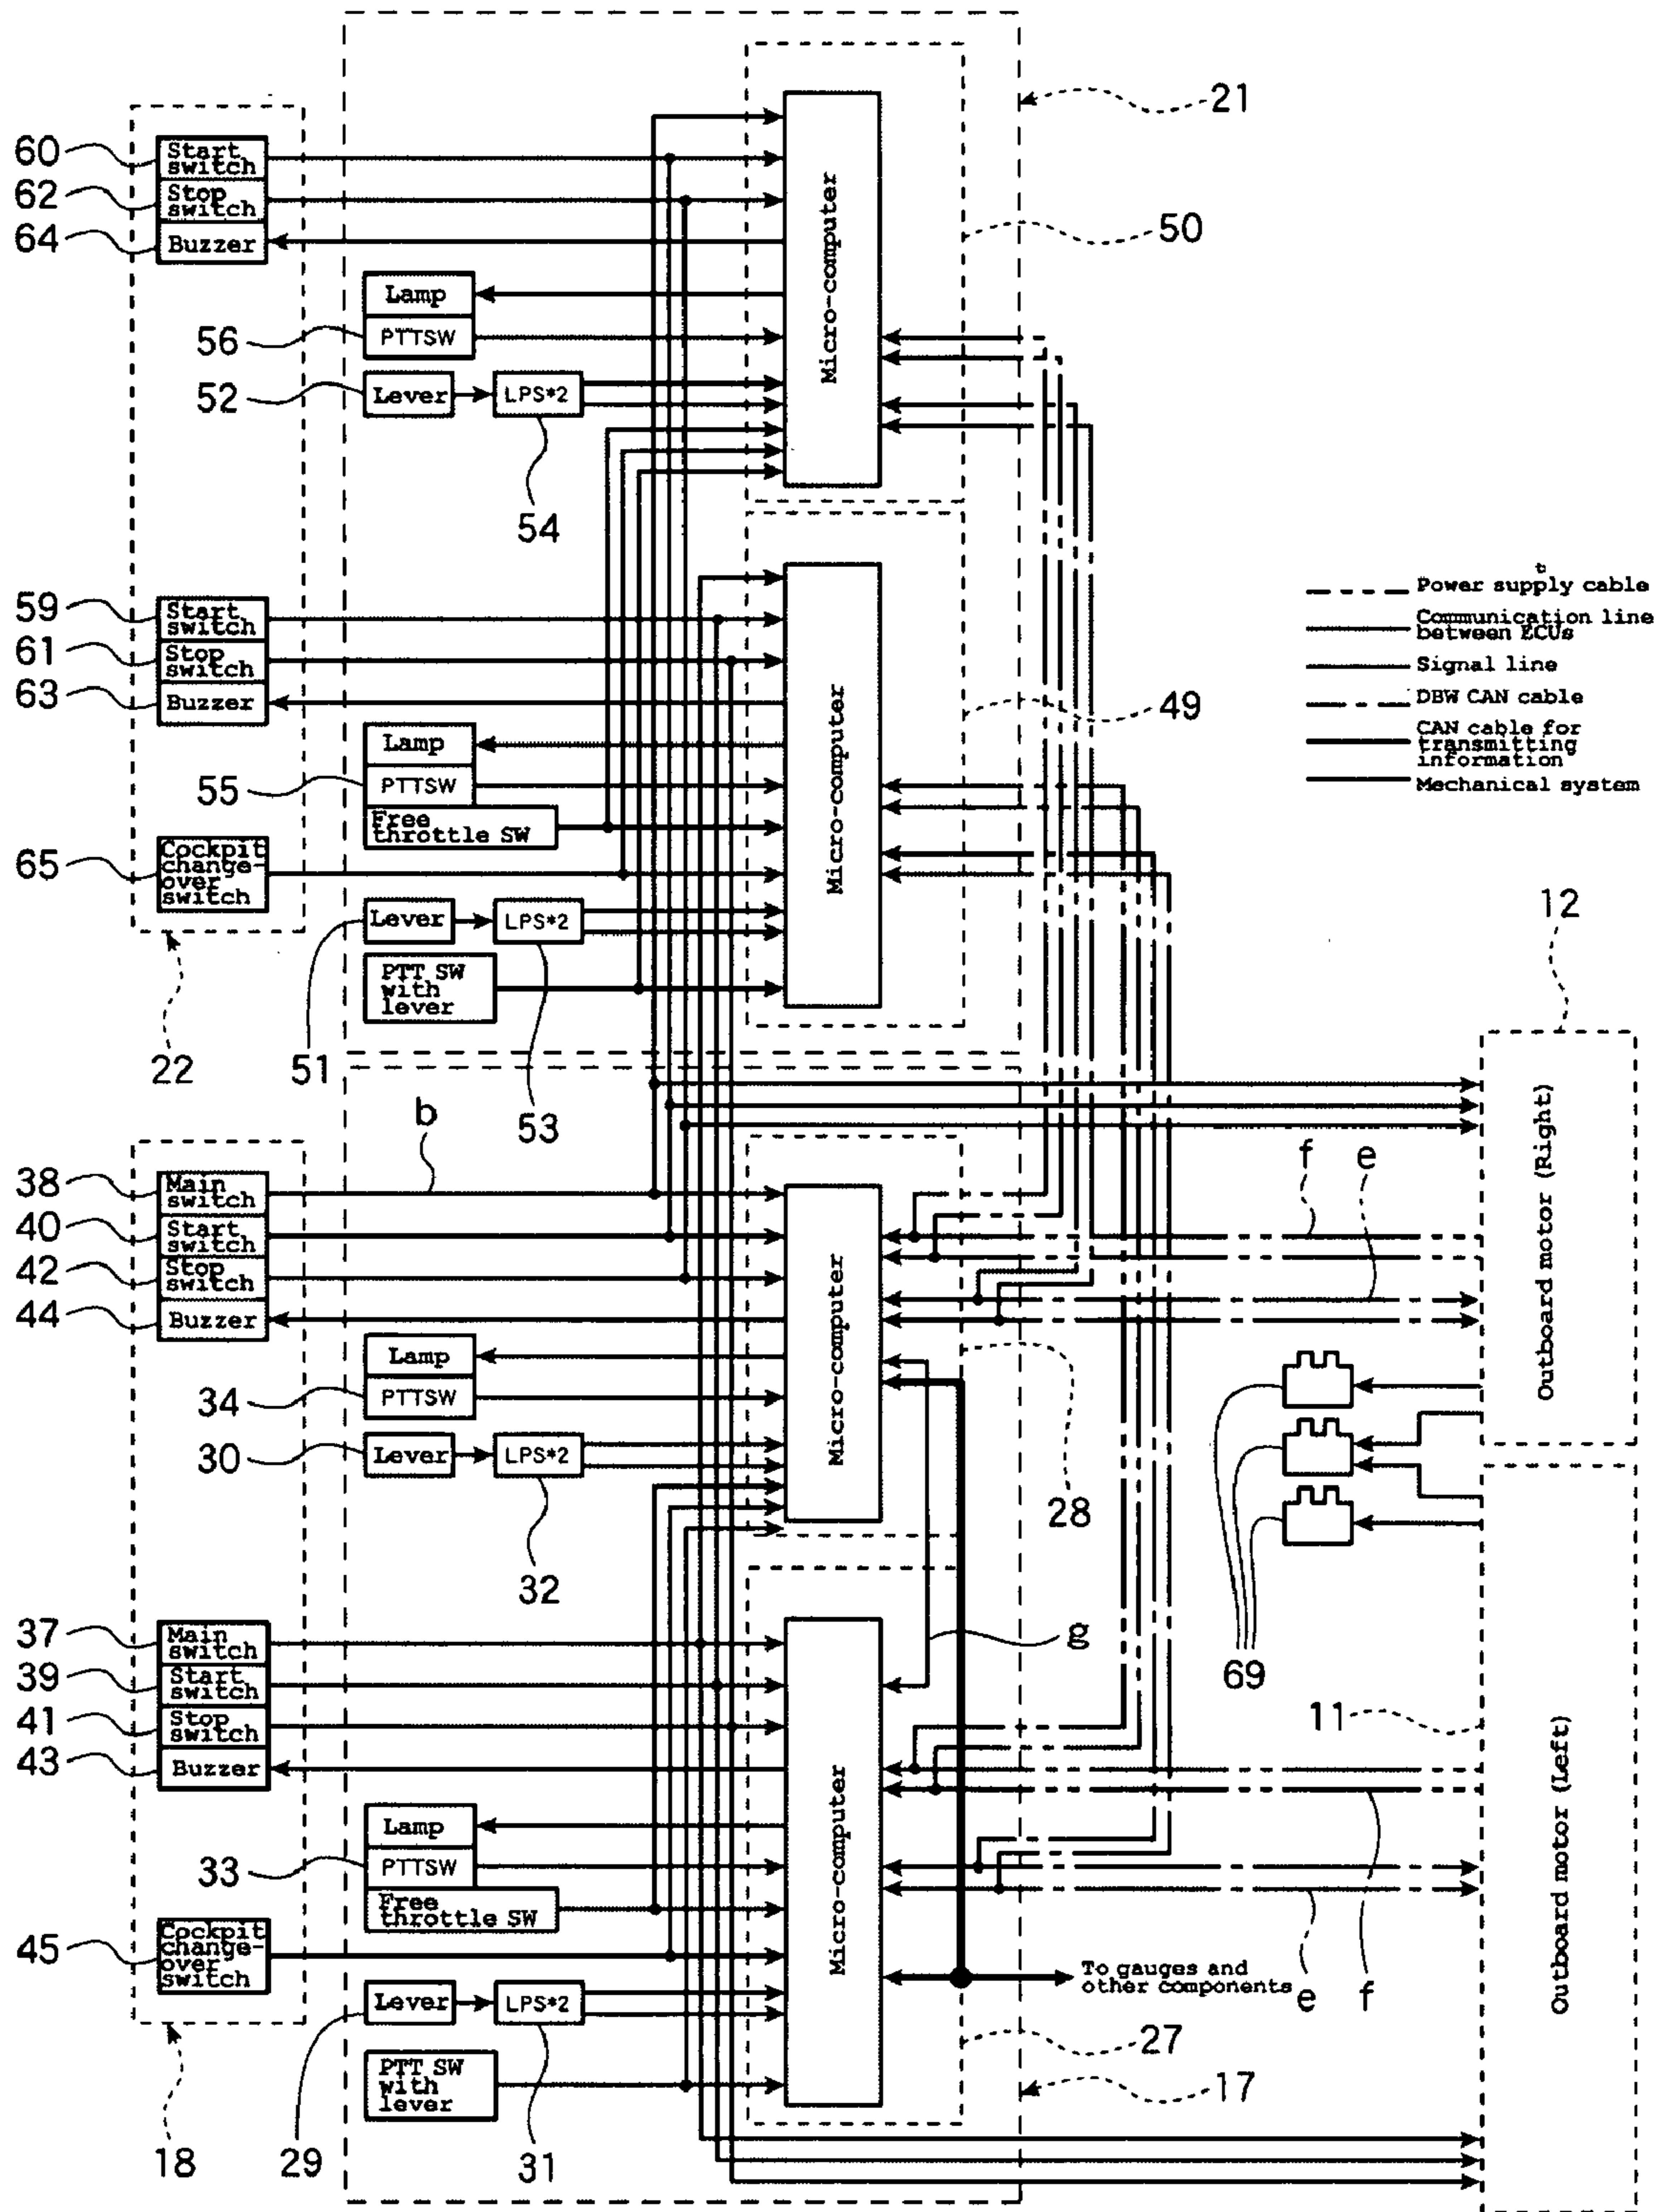 21
60
Start
switch
62
Stop
switch
64
Buzzer
Micro-computer
50
Lamp
56
PTTSW
52
Lever
LPS*2
54
59
Start
switch
61
Stop
switch
63
Buzzer
Micro-computer
49
Lamp
55
PTTSW
Free
throttle SW
65
Cockpit
change-
over
switch
Lever
LPS*2
PTT SW
with
lever
22
51
53
t
Power supply cable
Communication line
between ECUs
Signal line
DBW CAN cable
CAN cable for
transmitting
information
Mechanical system
12
Outboard motor (Right)
b
f
e
38
Main
switch
40
Start
switch
42
Stop
switch
44
Buzzer
Micro-computer
Lamp
34
PTTSW
30
Lever
LPS*2
28
32
69
37
Main
switch
39
Start
switch
41
Stop
switch
43
Buzzer
Micro-computer
g
11
Outboard motor (Left)
Lamp
33
PTTSW
Free
throttle SW
45
Cockpit
change-
over
switch
To gauges and
other components
e
f
Lever
LPS*2
27
PTT SW
with
lever
17
18
29
31